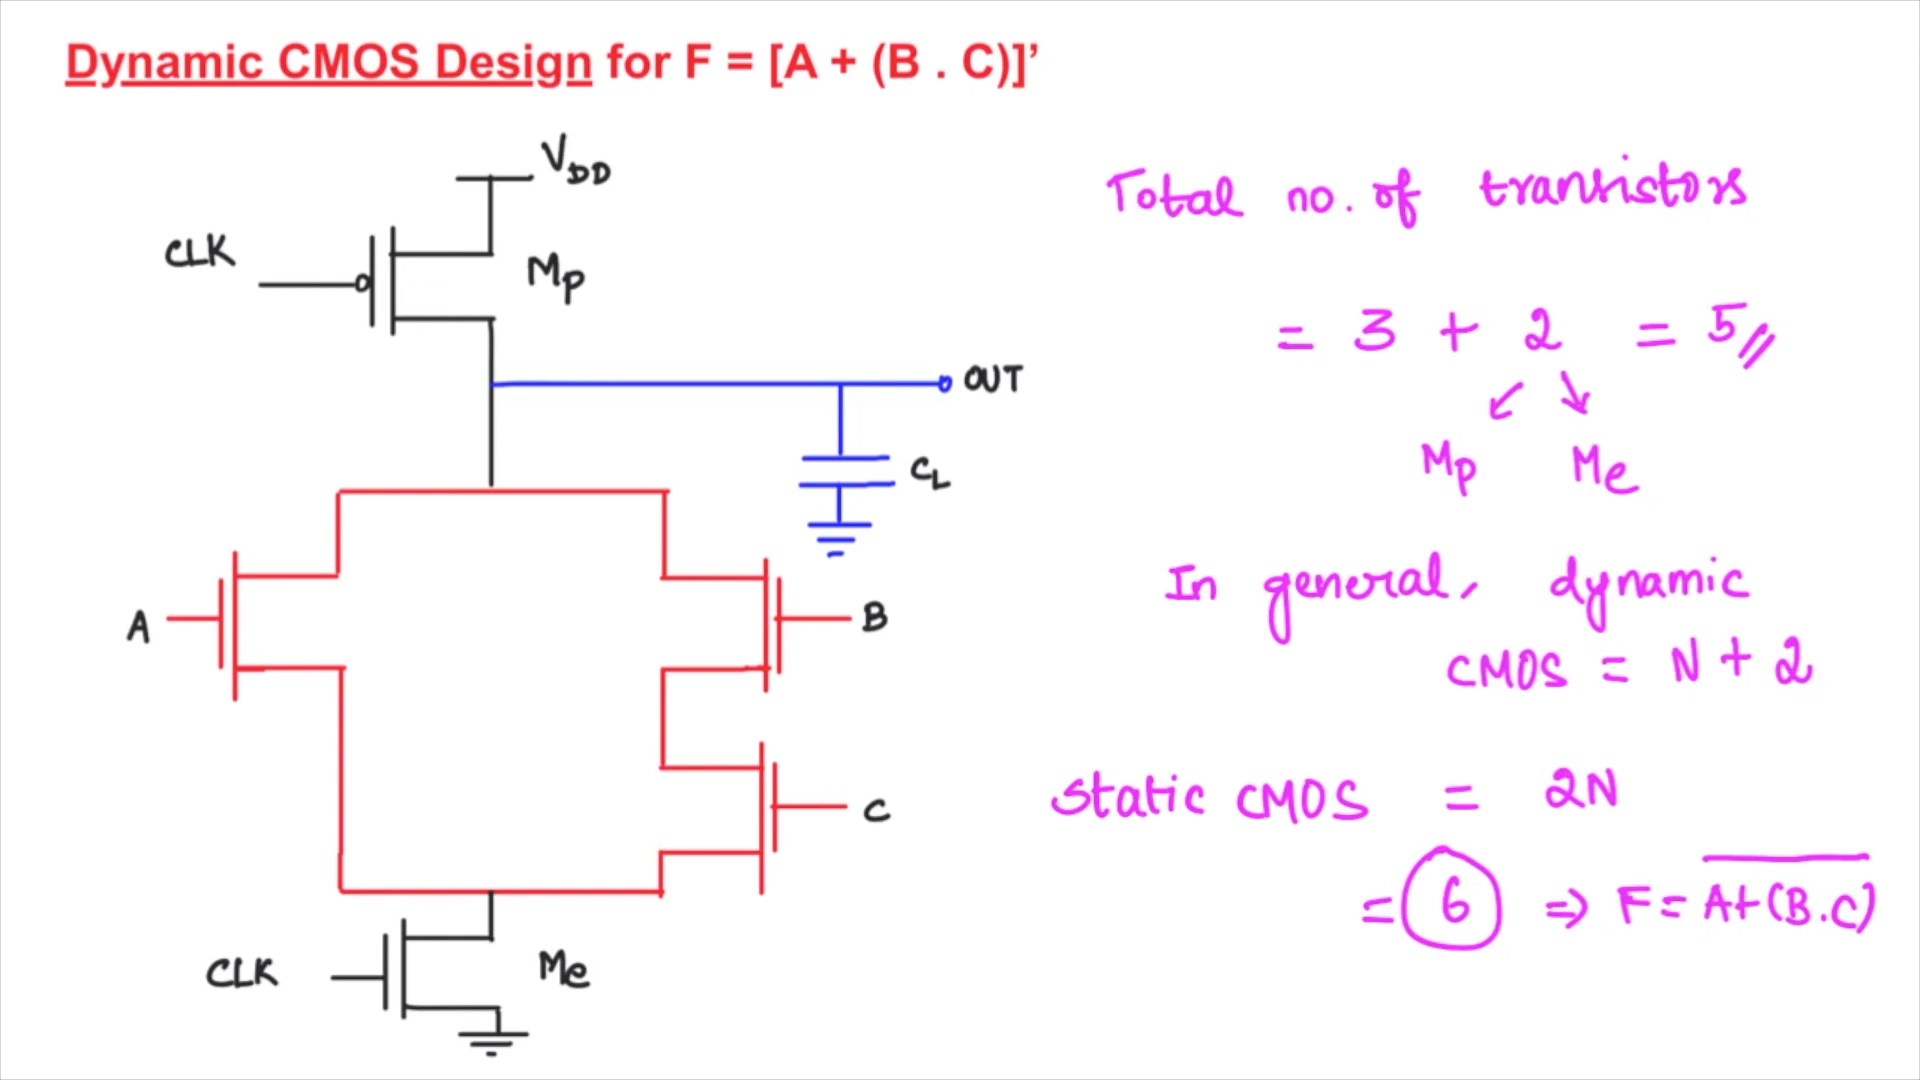 Dynamic CMOS Design for F = [A + (B . C)]’
VDD
CLK
Mp
OUT
CL
A
B
C
CLK
Me
Total no. of transistors
= 3 + 2 = 5
Mp Me
In general, dynamic
CMOS = N + 2
static CMOS = 2N
= 6 ⇒ F = A+(B.C)